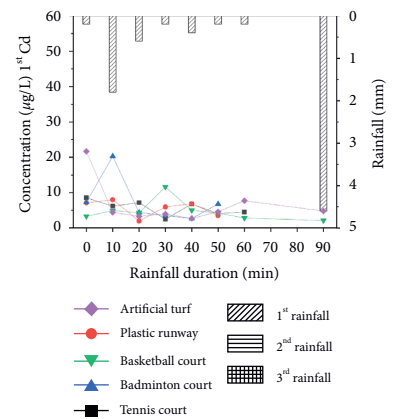 Concentration (μg/L) 1st Cd
60
50
40
30
20
10
0
0
1
2
3
4
5
Rainfall (mm)
0 10 20 30 40 50 60 70 80 90
Rainfall duration (min)
Artificial turf
Plastic runway
Basketball court
Badminton court
Tennis court
1st rainfall
2nd rainfall
3rd rainfall